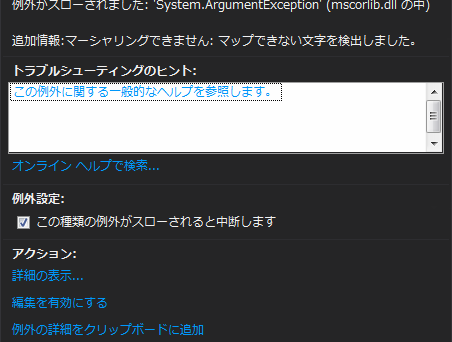 例外がスローされました: 'System.ArgumentException' (mscorlib.dll の中)
追加情報:マーシャリングできません: マップできない文字を検出しました。
トラブルシューティングのヒント:
この例外に関する一般的なヘルプを参照します。
オンライン ヘルプで検索...
例外設定:
この種類の例外がスローされると中断します
アクション:
詳細の表示...
編集を有効にする
例外の詳細をクリップボードに追加